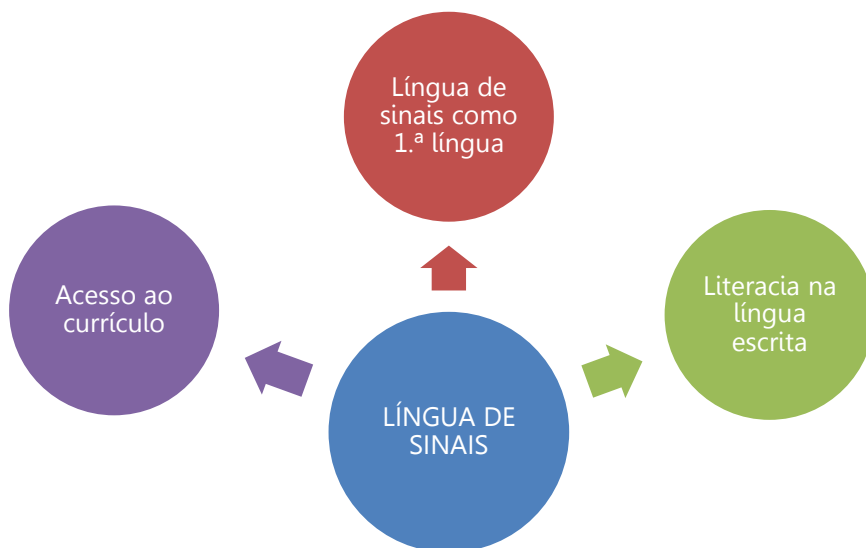 Língua de
sinais como
1.ª língua
Acesso ao
currículo
Literacia na
língua
escrita
LÍNGUA DE
SINAIS